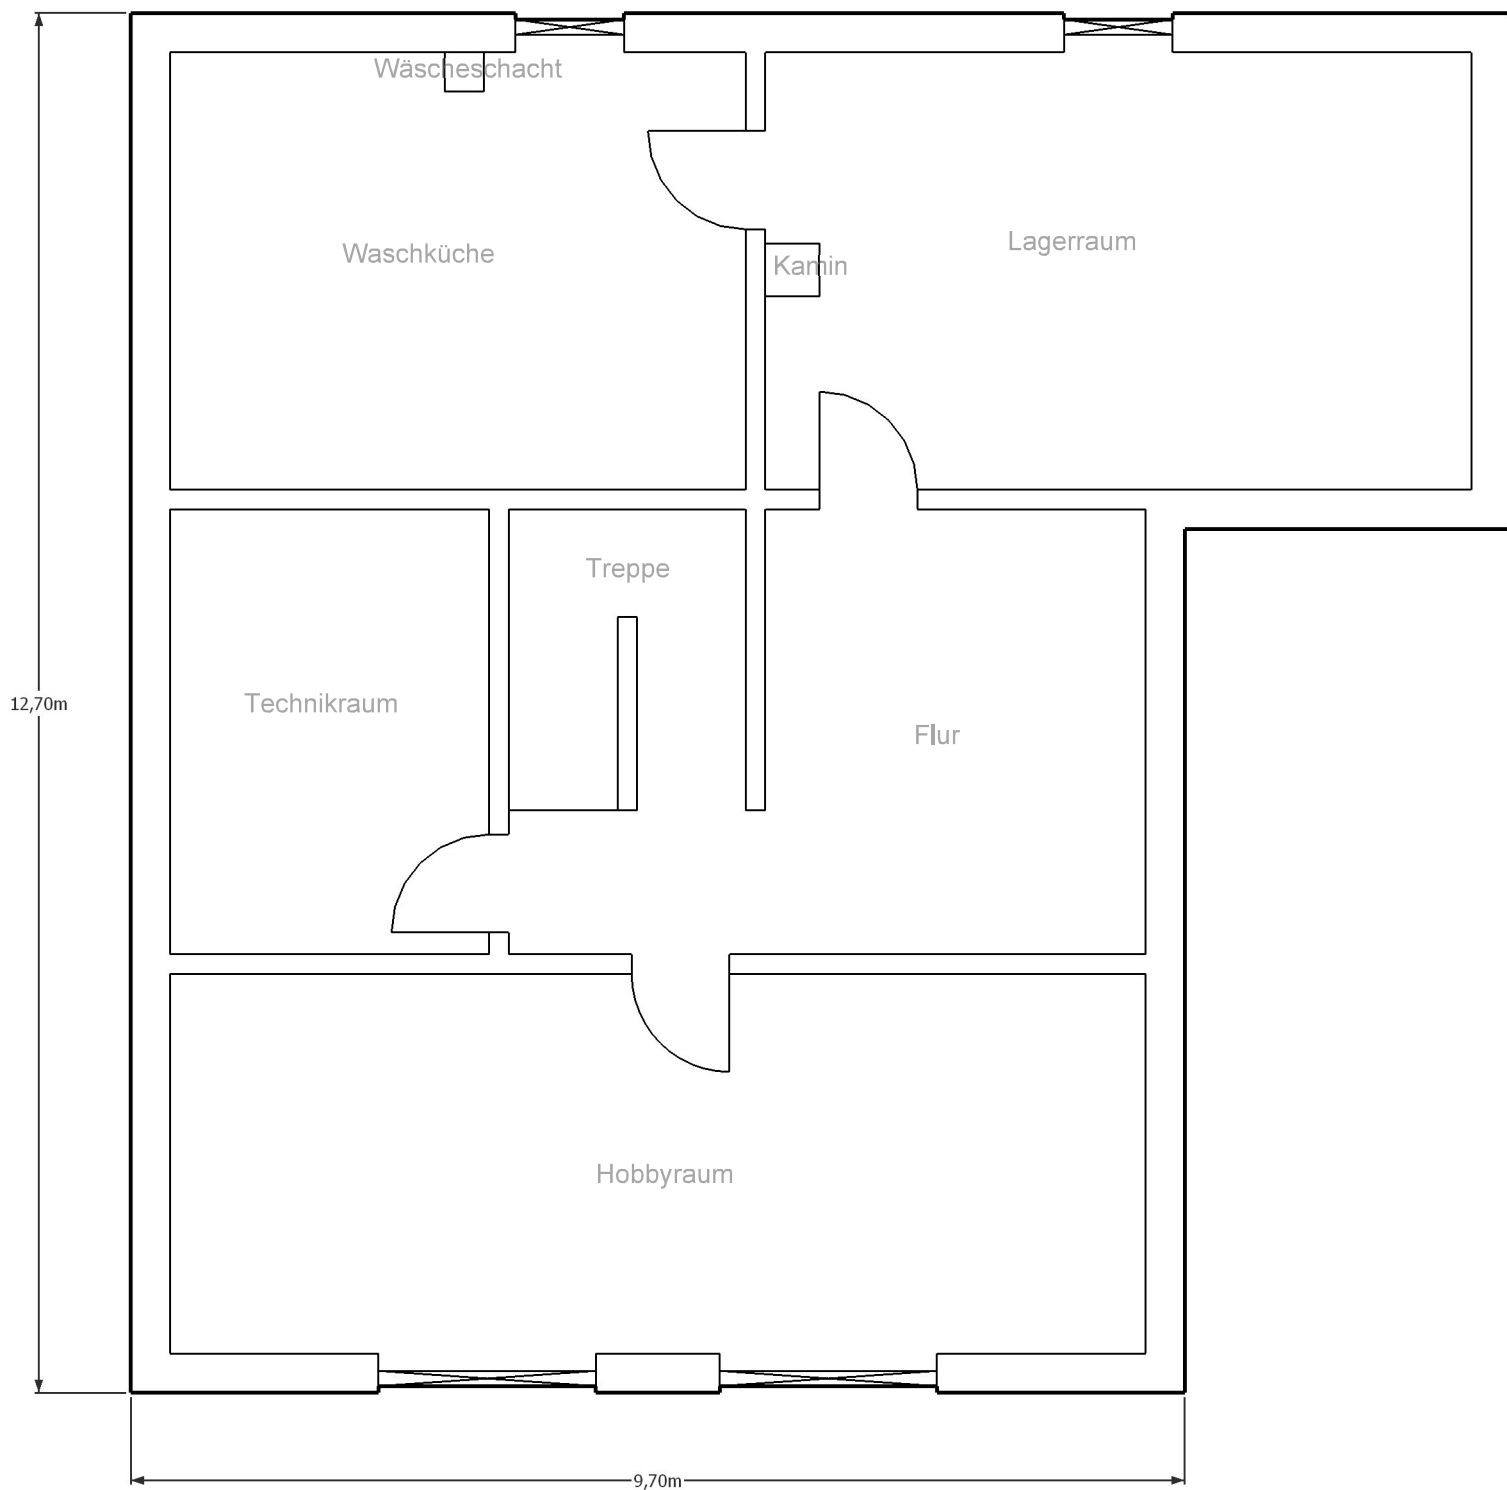 Wäscheschacht
Waschküche
Lagerraum
Kamin
Treppe
Technikraum
Flur
12,70m
Hobbyraum
9,70m